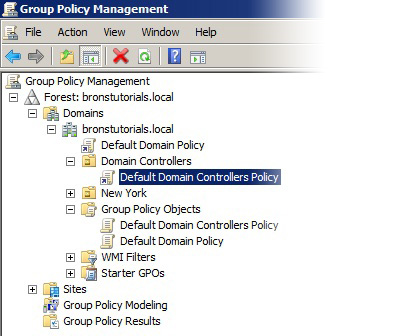 Group Policy Management
File Action View Window Help
Group Policy Management
Forest: bronstutorials.local
Domains
bronstutorials.local
Default Domain Policy
Domain Controllers
Default Domain Controllers Policy
New York
Group Policy Objects
Default Domain Controllers Policy
Default Domain Policy
WMI Filters
Starter GPOs
Sites
Group Policy Modeling
Group Policy Results